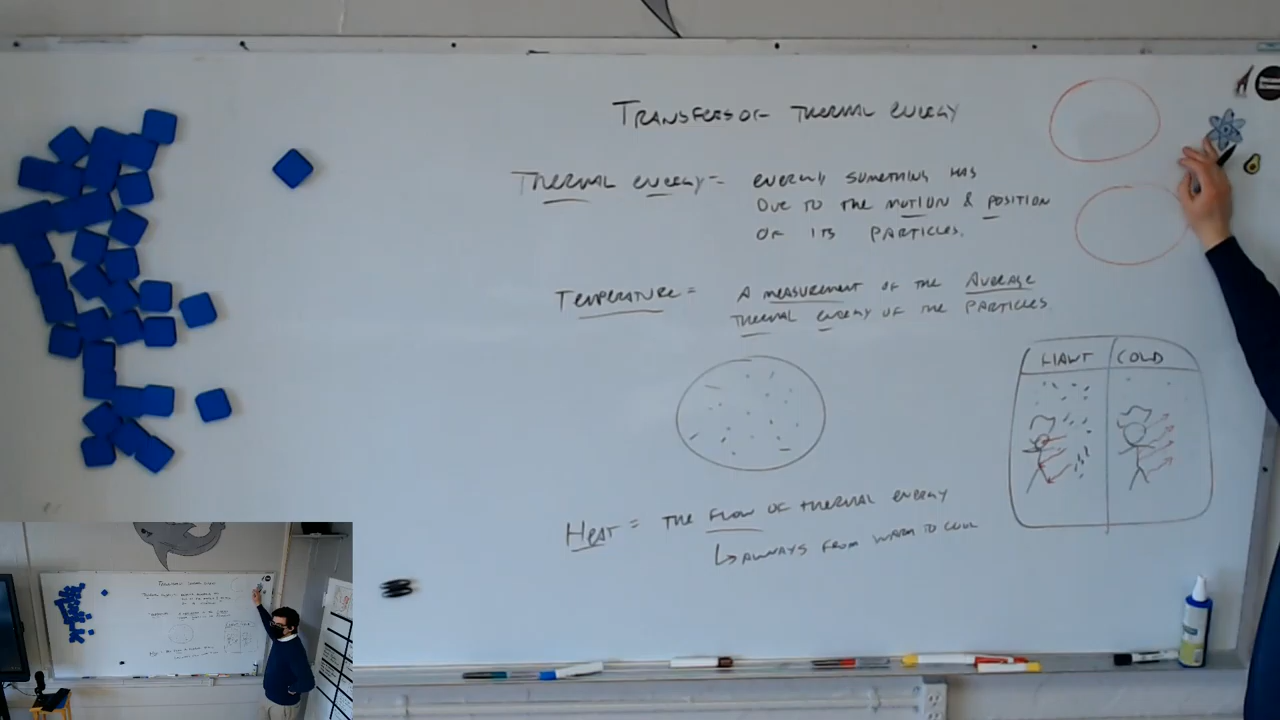 TRANSFERS OF THERMAL ENERGY
THERMAL ENERGY = ENERGY SOMETHING HAS
DUE TO THE MOTION & POSITION
OF ITS PARTICLES.
TEMPERATURE = A MEASUREMENT OF THE AVERAGE
THERMAL ENERGY OF THE PARTICLES
HAWT COLD
HEAT = THE FLOW OF THERMAL ENERGY
↳ ALWAYS FROM WARM TO COOL